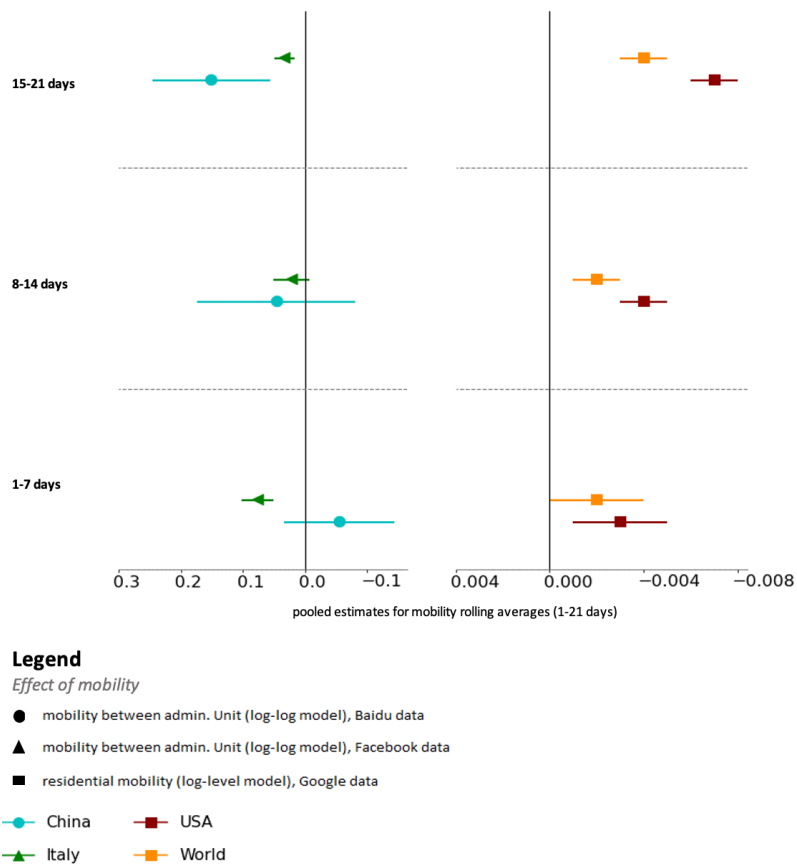 15-21 days
8-14 days
1-7 days
0.3 0.2 0.1 0.0 −0.1 0.004 0.000 −0.004 −0.008
pooled estimates for mobility rolling averages (1-21 days)
Legend
Effect of mobility
mobility between admin. Unit (log-log model), Baidu data
mobility between admin. Unit (log-log model), Facebook data
residential mobility (log-level model), Google data
China USA
Italy World